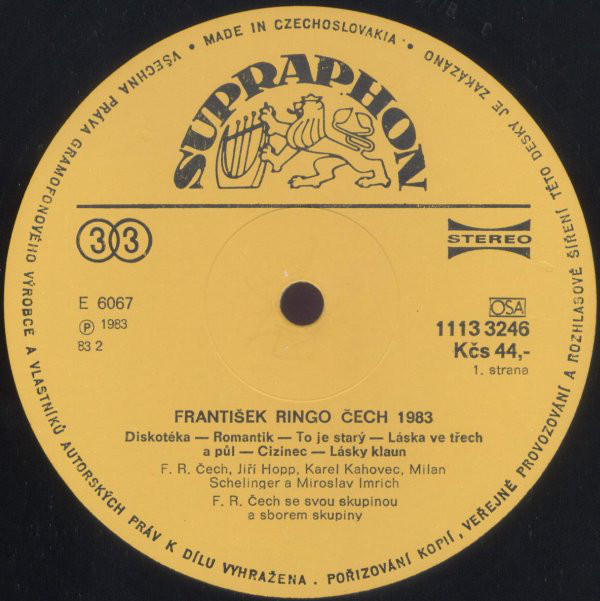 VŠECHNA PRÁVA GRAMOFONOVÉHO VÝROBCE A VLASTNÍKŮ AUTORSKÝCH PRÁV K DÍLU VYHRAŽENA . POŘIZOVÁNÍ KOPIÍ, VEŘEJNÉ PROVOZOVÁNÍ A ROZHLASOVÉ ŠÍŘENÍ TÉTO DESKY JE ZAKÁZÁNO
• MADE IN CZECHOSLOVAKIA •
SUPRAPHON
33
STEREO
E 6067
Ⓟ 1983
83 2
OSA
1113 3246
Kčs 44,-
1. strana
FRANTIŠEK RINGO ČECH 1983
Diskotéka — Romantik — To je starý — Láska ve třech
a půl — Cizinec — Lásky klaun
F. R. Čech, Jiří Hopp, Karel Kahovec, Milan
Schelinger a Miroslav Imrich
F. R. Čech se svou skupinou
a sborem skupiny